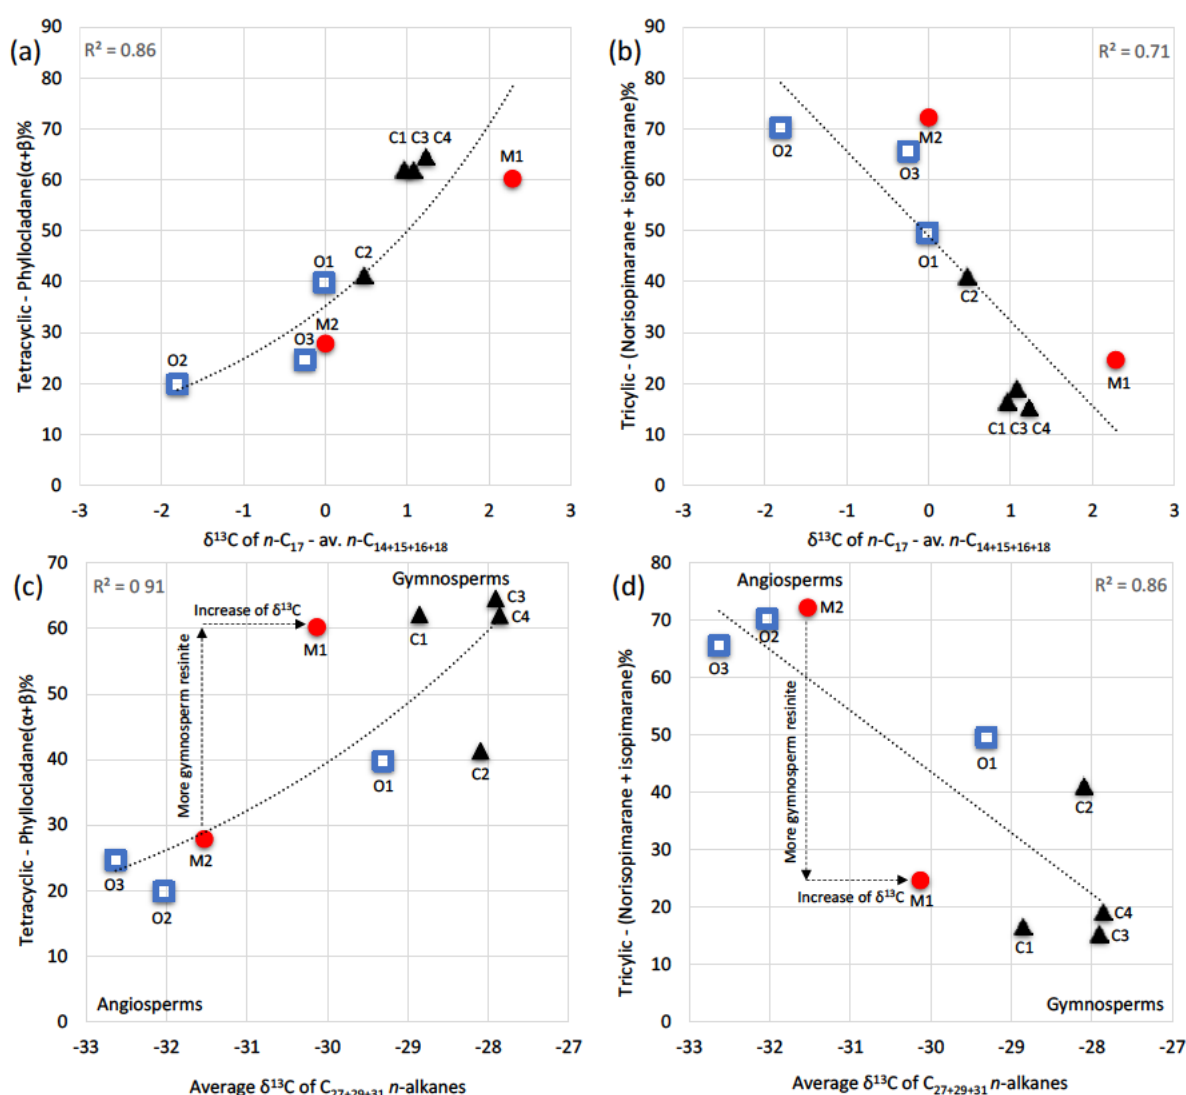 (a)
R² = 0.86
Tetracyclic - Phyllocladane(α+β)%
90
80
70
60
50
40
30
20
10
0
C1 C3 C4
M1
C2
O1
M2
O3
O2
-3 -2 -1 0 1 2 3
δ¹³C of n-C₁₇ - av. n-C₁₄₊₁₅₊₁₆₊₁₈
(b)
R² = 0.71
Tricylic - (Norisopimarane + isopimarane)%
90
80
70
60
50
40
30
20
10
0
O2
M2
O3
O1
C2
M1
C1 C3 C4
-3 -2 -1 0 1 2 3
δ¹³C of n-C₁₇ - av. n-C₁₄₊₁₅₊₁₆₊₁₈
(c)
R² = 0 91
Gymnosperms
Tetracyclic - Phyllocladane(α+β)%
70
60
50
40
30
20
10
0
Increase of δ¹³C
More gymnosperm resinite
C3
C4
C1
M1
O1
C2
M2
O3
O2
Angiosperms
-33 -32 -31 -30 -29 -28 -27
Average δ¹³C of C₂₇₊₂₉₊₃₁ n-alkanes
(d)
Angiosperms
R² = 0.86
Tricylic - (Norisopimarane + isopimarane)%
80
70
60
50
40
30
20
10
0
M2
O2
O3
More gymnosperm resinite
O1
C2
Increase of δ¹³C
M1
C4
C3
C1
Gymnosperms
-33 -32 -31 -30 -29 -28 -27
Average δ¹³C of C₂₇₊₂₉₊₃₁ n-alkanes